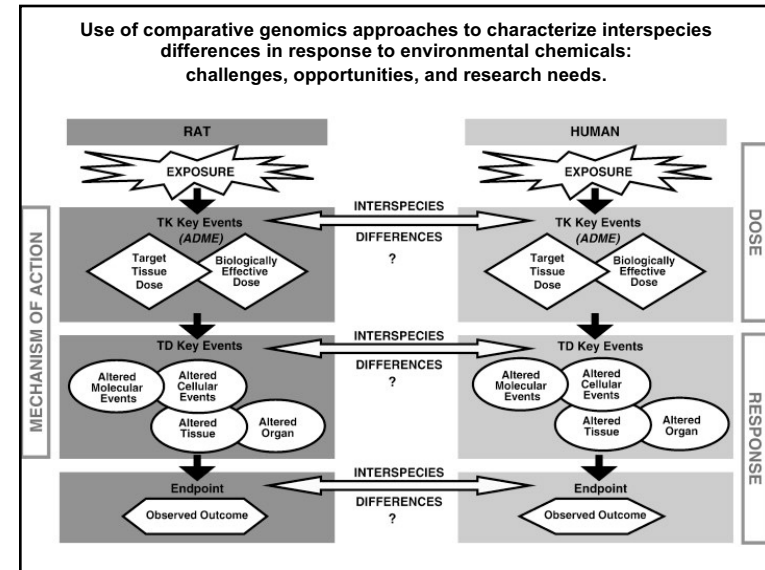 Use of comparative genomics approaches to characterize interspecies
differences in response to environmental chemicals:
challenges, opportunities, and research needs.
RAT
HUMAN
EXPOSURE
EXPOSURE
INTERSPECIES
DIFFERENCES
?
TK Key Events
(ADME)
Target
Tissue
Dose
Biologically
Effective
Dose
TK Key Events
(ADME)
Target
Tissue
Dose
Biologically
Effective
Dose
DOSE
MECHANISM OF ACTION
INTERSPECIES
DIFFERENCES
?
TD Key Events
Altered
Molecular
Events
Altered
Cellular
Events
Altered
Tissue
Altered
Organ
TD Key Events
Altered
Molecular
Events
Altered
Cellular
Events
Altered
Tissue
Altered
Organ
RESPONSE
INTERSPECIES
DIFFERENCES
?
Endpoint
Observed Outcome
Endpoint
Observed Outcome